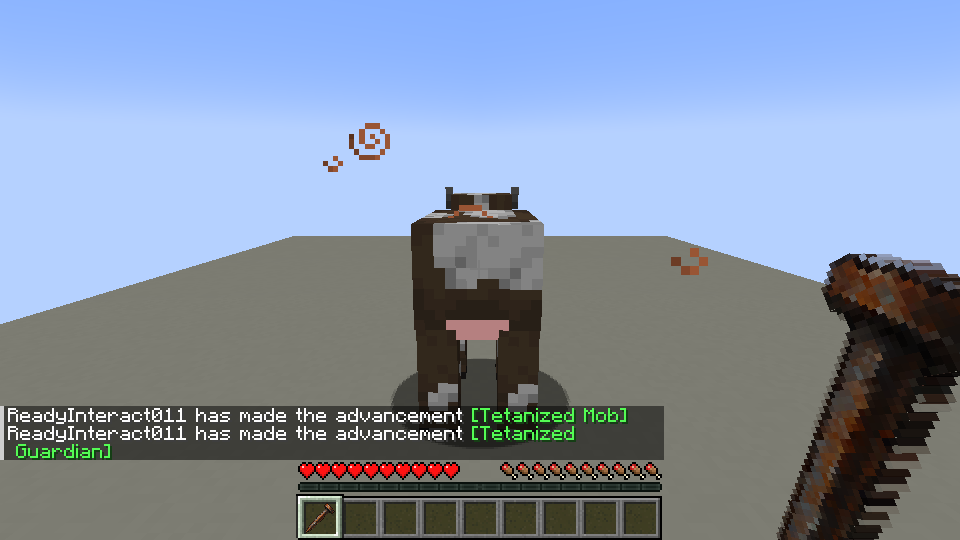 ReadyInteract011 has made the advancement [Tetanized Mob]
ReadyInteract011 has made the advancement [Tetanized
Guardian]